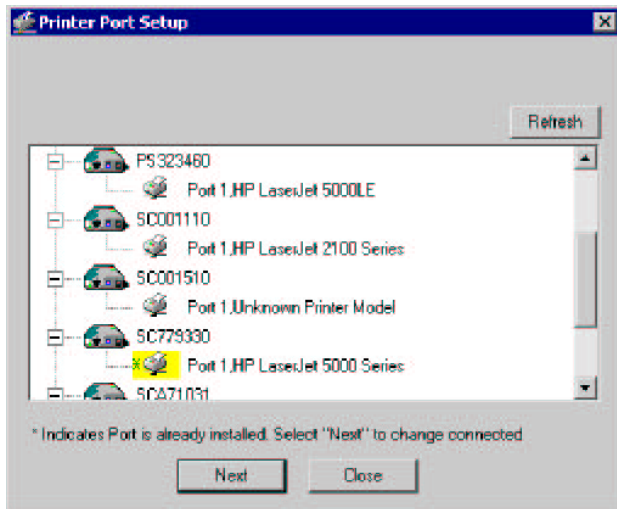 Printer Port Setup
Refresh
PS323460
Port 1,HP LaserJet 5000LE
SC001110
Port 1,HP LaserJet 2100 Series
SC001510
Port 1,Unknown Printer Model
SC779330
* Port 1,HP LaserJet 5000 Series
SCA71031
* Indicates Port is already installed. Select "Next" to change connected
Next
Close